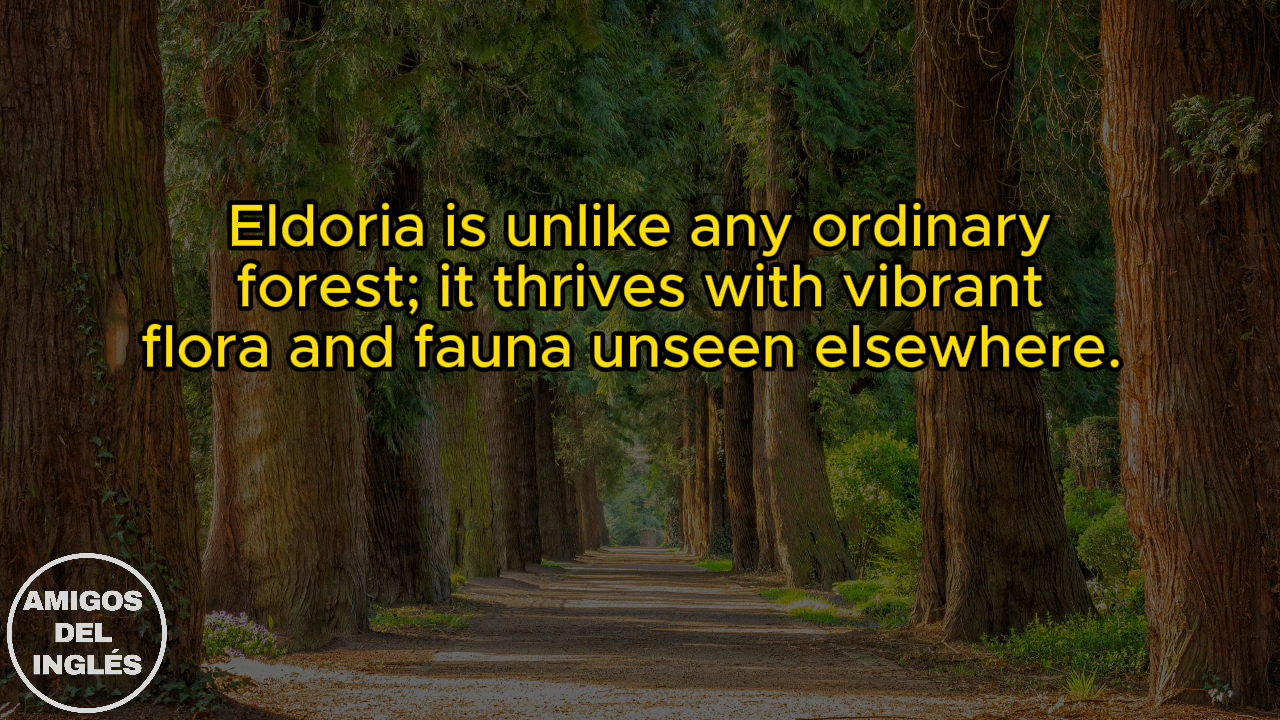 Eldoria is unlike any ordinary
forest; it thrives with vibrant
flora and fauna unseen elsewhere.
AMIGOS
DEL
INGLÉS